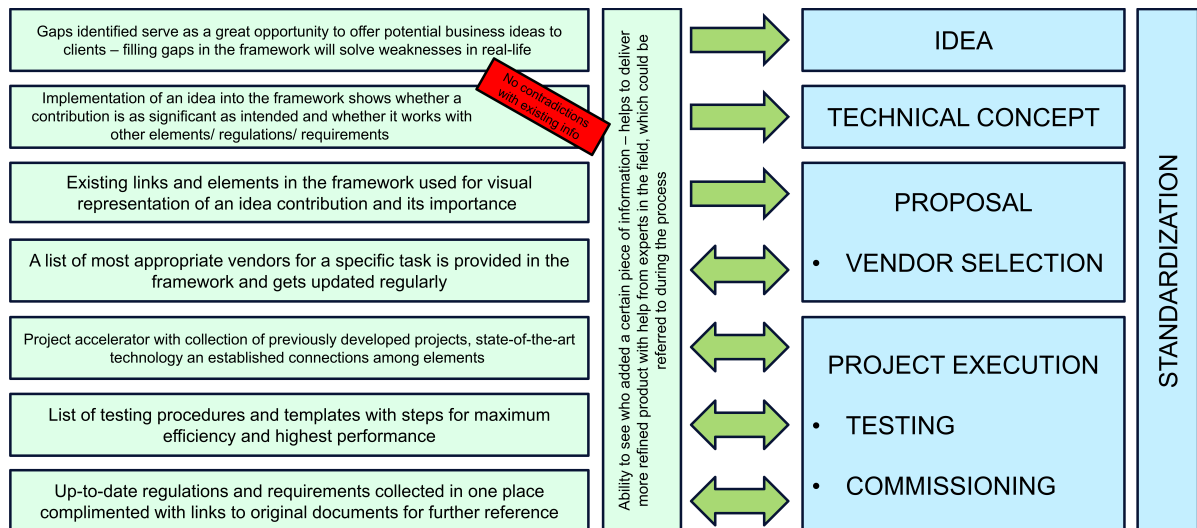 Gaps identified serve as a great opportunity to offer potential business ideas to
clients – filling gaps in the framework will solve weaknesses in real-life
Implementation of an idea into the framework shows whether a
contribution is as significant as intended and whether it works with
other elements/ regulations/ requirements
No contradictions
with existing info
Existing links and elements in the framework used for visual
representation of an idea contribution and its importance
A list of most appropriate vendors for a specific task is provided in the
framework and gets updated regularly
Project accelerator with collection of previously developed projects, state-of-the-art
technology an established connections among elements
List of testing procedures and templates with steps for maximum
efficiency and highest performance
Up-to-date regulations and requirements collected in one place
complimented with links to original documents for further reference
Ability to see who added a certain piece of information – helps to deliver
more refined product with help from experts in the field, which could be
referred to during the process
IDEA
TECHNICAL CONCEPT
PROPOSAL
• VENDOR SELECTION
PROJECT EXECUTION
• TESTING
• COMMISSIONING
STANDARDIZATION